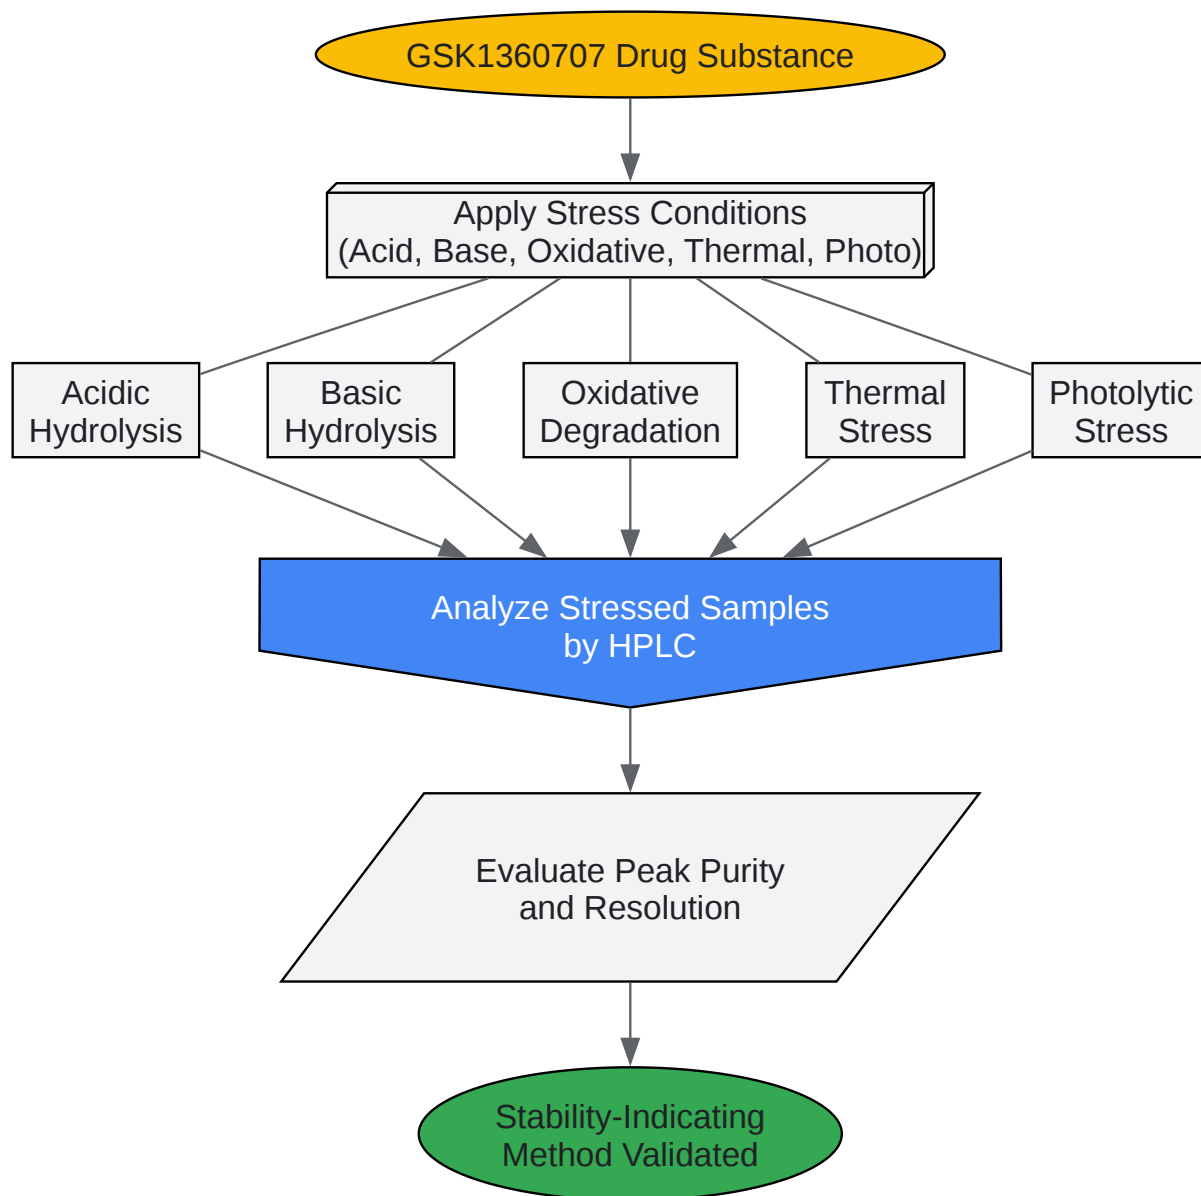 GSK1360707 Drug Substance
Apply Stress Conditions
(Acid, Base, Oxidative, Thermal, Photo)
Acidic
Hydrolysis
Basic
Hydrolysis
Oxidative
Degradation
Thermal
Stress
Photolytic
Stress
Analyze Stressed Samples
by HPLC
Evaluate Peak Purity
and Resolution
Stability-Indicating
Method Validated